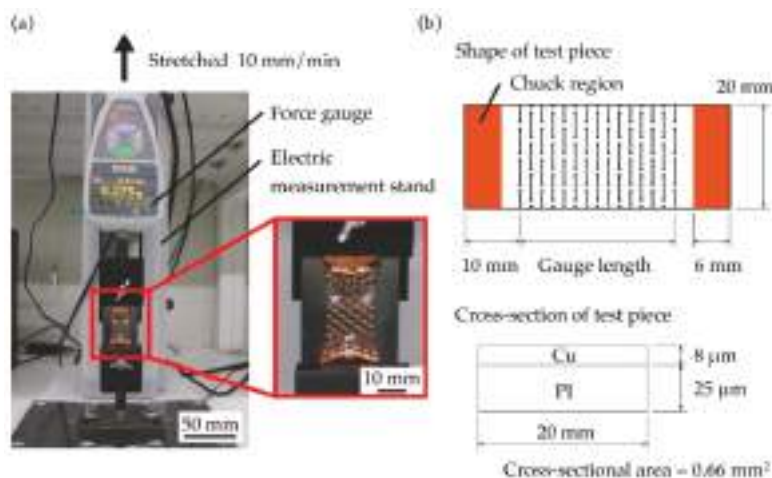 (a)
Stretched 10 mm/min
Force gauge
Electric
measurement stand
10 mm
50 mm
(b)
Shape of test piece
Chuck region
20 mm
10 mm
Gauge length
6 mm
Cross-section of test piece
Cu
8 μm
PI
25 μm
20 mm
Cross-sectional area = 0.66 mm²